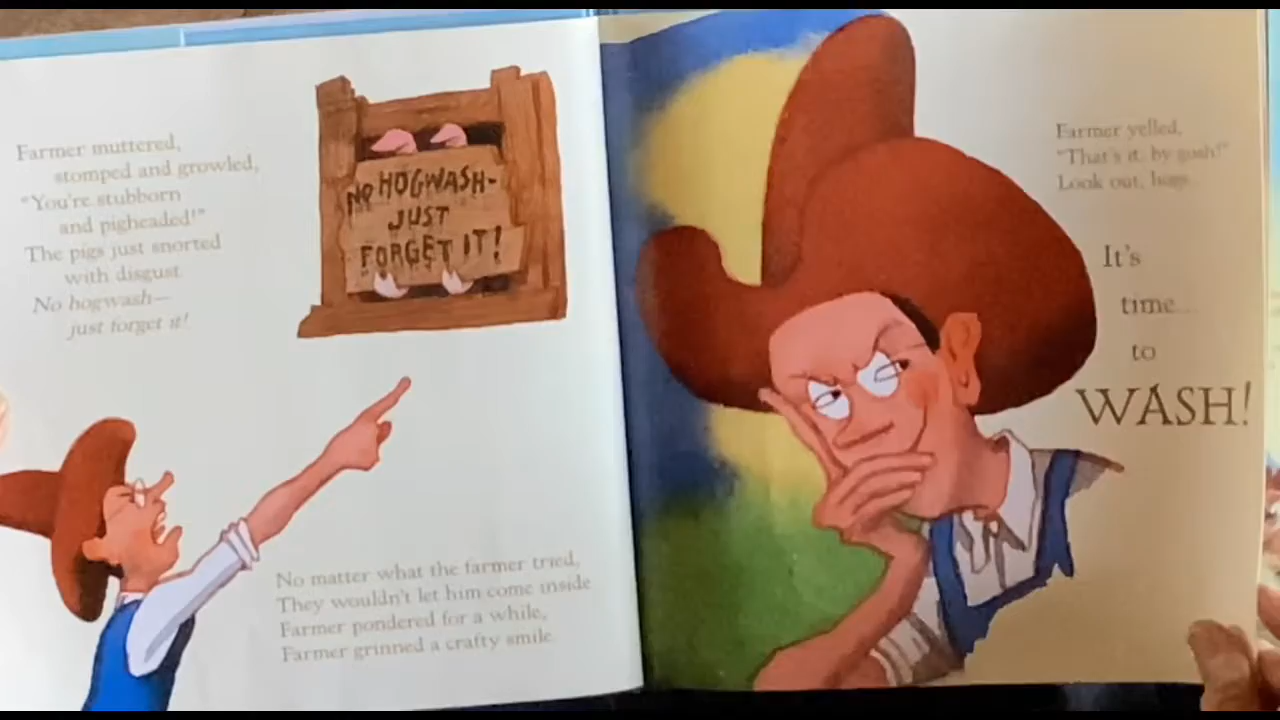 Farmer muttered,
stomped and growled,
"You're stubborn
and pigheaded!"
The pigs just snorted
with disgust
No hogwash—
just forget it!
NO HOGWASH-
JUST
FORGET IT!
No matter what the farmer tried,
They wouldn't let him come inside
Farmer pondered for a while,
Farmer grinned a crafty smile.
Farmer yelled,
"That's it, by gosh!"
Look out, hogs.
It's
time...
to
WASH!